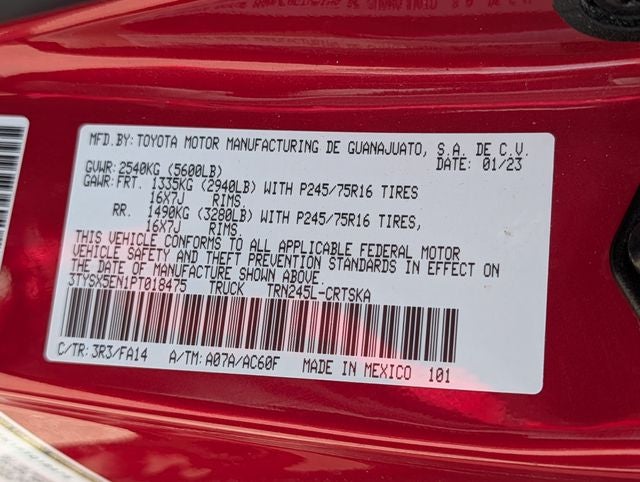 MFD.BY: TOYOTA MOTOR MANUFACTURING DE GUANAJUATO, S.A. DE C.V.
DATE: 01/23
GVWR: 2540KG (5600LB)
GAWR: FRT. 1335KG (2940LB) WITH P245/75R16 TIRES
16X7J RIMS.
RR. 1490KG (3280LB) WITH P245/75R16 TIRES,
16X7J RIMS.
THIS VEHICLE CONFORMS TO ALL APPLICABLE FEDERAL MOTOR
VEHICLE SAFETY AND THEFT PREVENTION STANDARDS IN EFFECT ON
THE DATE OF MANUFACTURE SHOWN ABOVE.
3TYSX5EN1PT018475 TRUCK TRN245L-CRTSKA
C/TR: 3R3/FA14 A/TM: A07A/AC60F MADE IN MEXICO 101